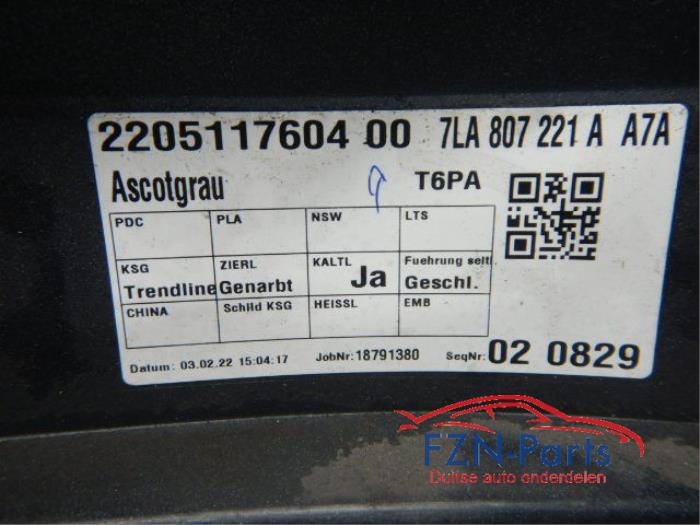 2205117604 00 7LA 807 221 A A7A
Ascotgrau T6PA
PDC PLA NSW LTS
KSG ZIERL KALTL Fuehrung seitl.
Trendline Genarbt Ja Geschl.
CHINA Schild KSG HEISSL EMB
Datum: 03.02.22 15:04:17 JobNr: 18791380 SeqNr: 02 0829
FZN-Parts
Duitse auto onderdelen